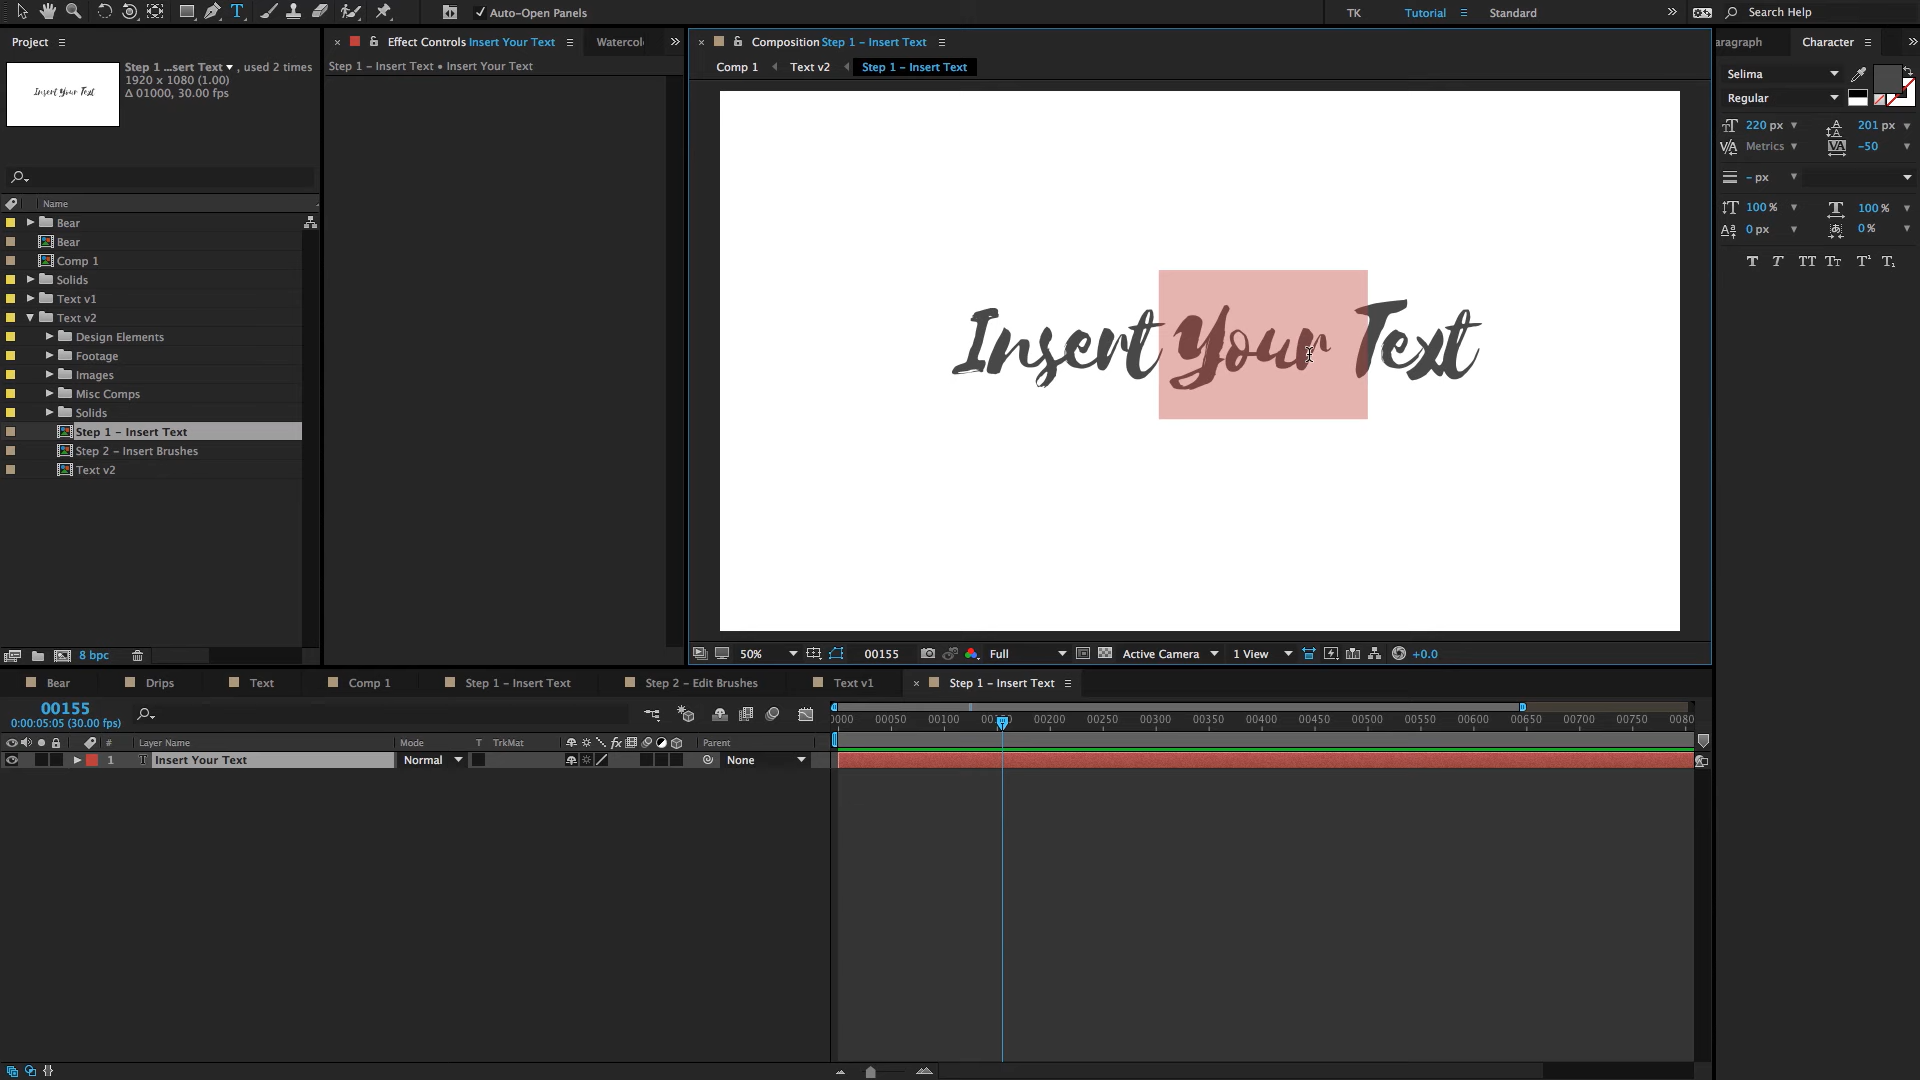 Auto-Open Panels
TK
Tutorial
Standard
Search Help
Project
Effect Controls Insert Your Text
Watercol
Composition Step 1 – Insert Text
aragraph
Character
Step 1 ...sert Text , used 2 times
1920 x 1080 (1.00)
Δ 01000, 30.00 fps
Insert Your Text
Step 1 – Insert Text • Insert Your Text
Comp 1
Text v2
Step 1 – Insert Text
Selima
Regular
220 px
201 px
Metrics
-50
– px
100 %
100 %
0 px
0 %
Name
Bear
Bear
Comp 1
Solids
Text v1
Text v2
Design Elements
Footage
Images
Misc Comps
Solids
Step 1 – Insert Text
Step 2 – Insert Brushes
Text v2
Insert Your Text
8 bpc
50%
00155
Full
Active Camera
1 View
+0.0
Bear
Drips
Text
Comp 1
Step 1 – Insert Text
Step 2 – Edit Brushes
Text v1
Step 1 – Insert Text
00155
0:00:05:05 (30.00 fps)
0000 00050 00100 00200 00250 00300 00350 00400 00450 00500 00550 00600 00650 00700 00750 0080
# Layer Name Mode T TrkMat Parent
1 Insert Your Text Normal None